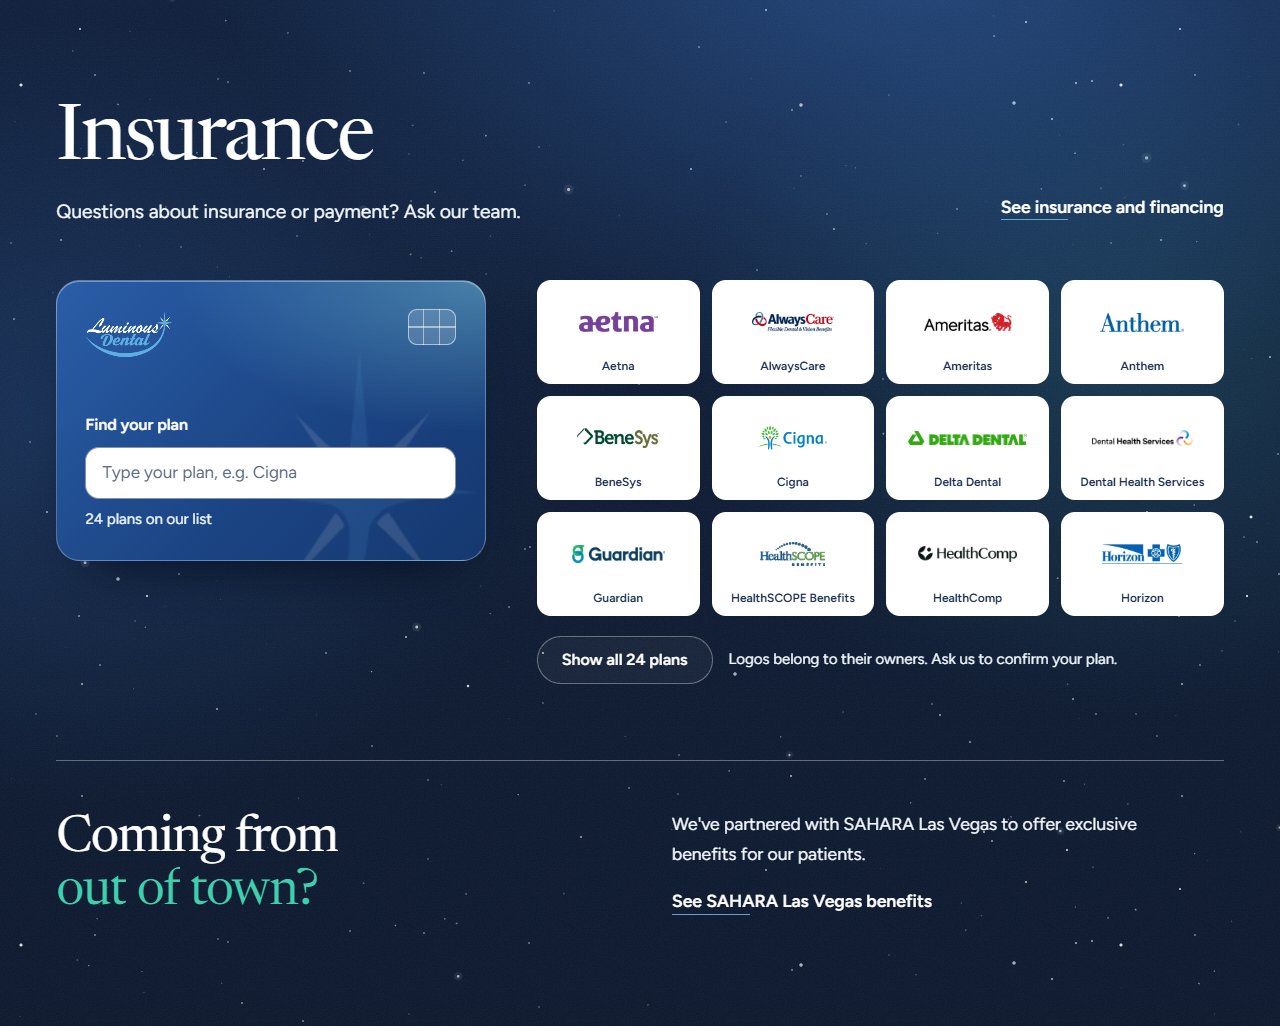 Insurance
Questions about insurance or payment? Ask our team.
See insurance and financing
Luminous
Dental
Find your plan
Type your plan, e.g. Cigna
24 plans on our list
aetna
Aetna
AlwaysCare
Flexible Dental & Vision Benefits
AlwaysCare
Ameritas
Ameritas
Anthem
Anthem
BeneSys
BeneSys
Cigna
Cigna
DELTA DENTAL
Delta Dental
Dental Health Services
Dental Health Services
Guardian
Guardian
HealthSCOPE
BENEFITS
HealthSCOPE Benefits
HealthComp
HealthComp
Horizon
Horizon
Show all 24 plans
Logos belong to their owners. Ask us to confirm your plan.
Coming from
out of town?
We've partnered with SAHARA Las Vegas to offer exclusive
benefits for our patients.
See SAHARA Las Vegas benefits